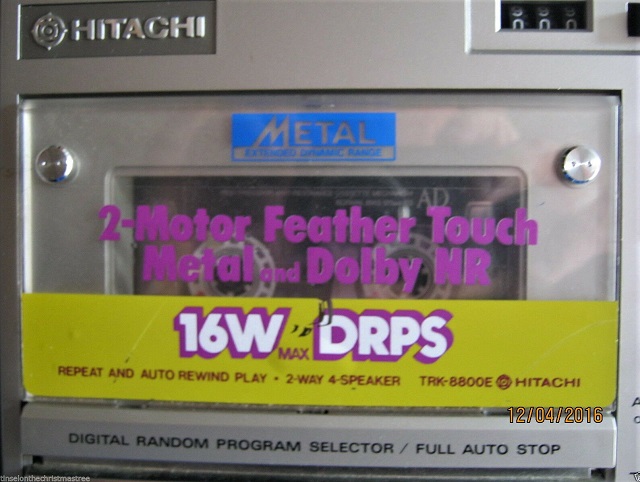 HITACHI
METAL
EXTENDED DYNAMIC RANGE
AD
2-Motor Feather Touch
Metal and Dolby NR
16W MAX DRPS
REPEAT AND AUTO REWIND PLAY • 2-WAY 4-SPEAKER TRK-8800E HITACHI
12/04/2016
DIGITAL RANDOM PROGRAM SELECTOR / FULL AUTO STOP
tinselonthechristmastree